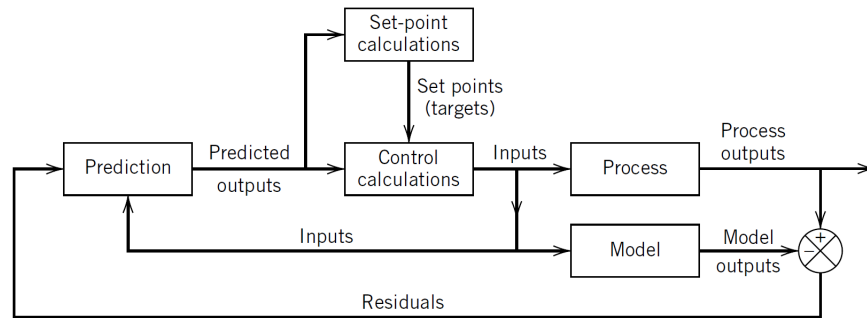 Set-point
calculations
Set points
(targets)
Prediction
Predicted
outputs
Control
calculations
Inputs
Process
Process
outputs
Inputs
Model
Model
outputs
+
−
Residuals